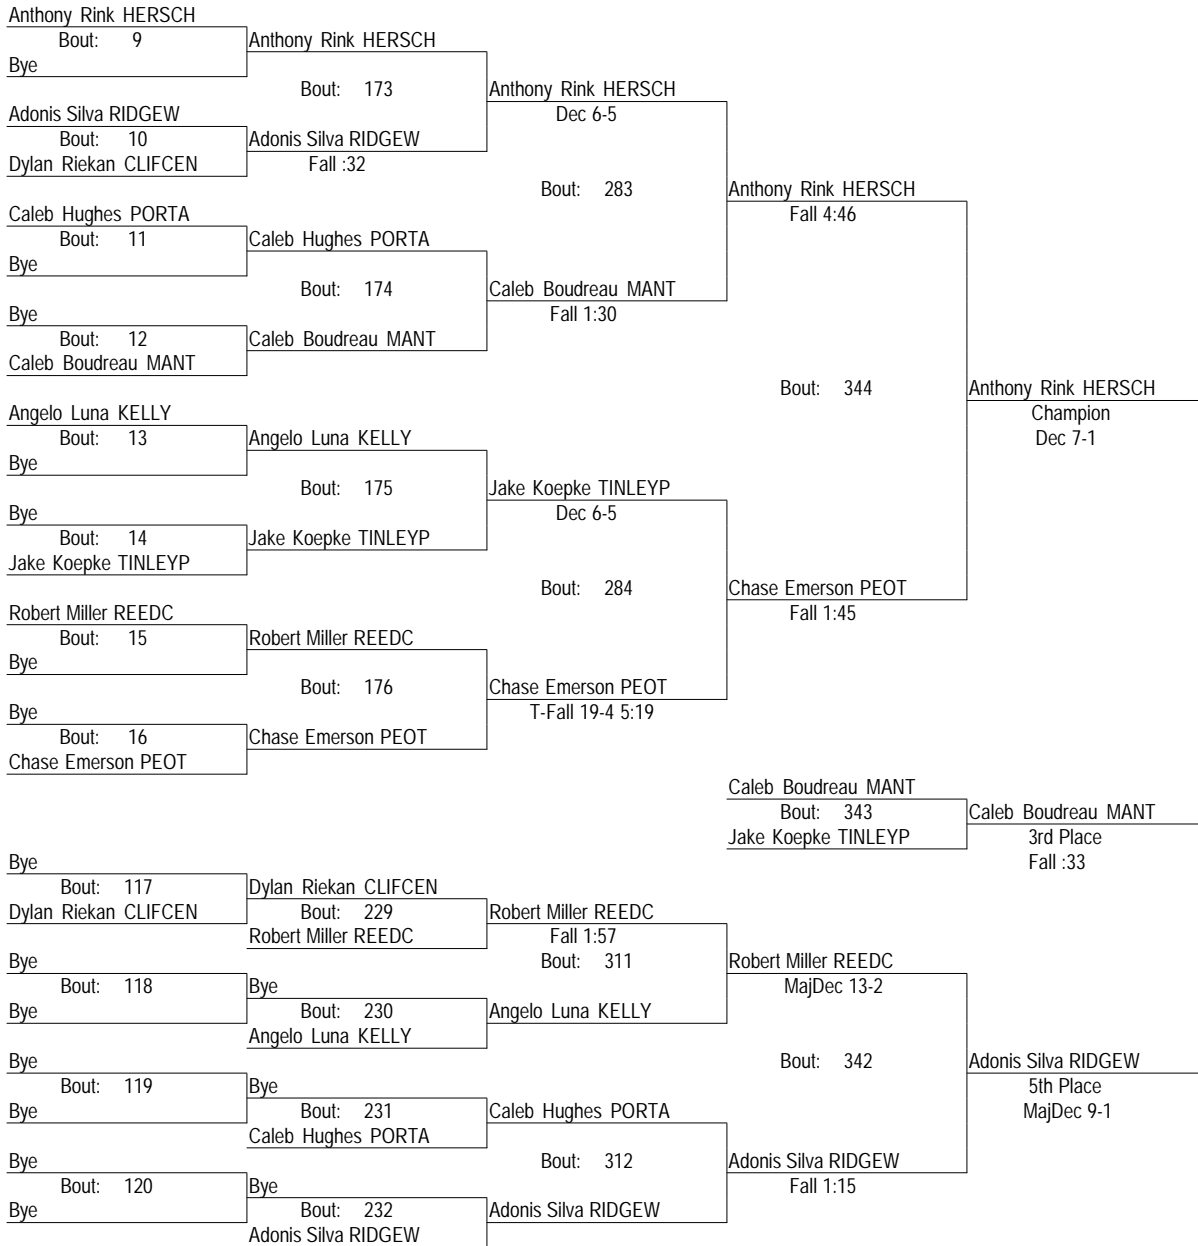 Anthony Rink HERSCH
Bout: 9
Anthony Rink HERSCH
Bye
Bout: 173
Anthony Rink HERSCH
Dec 6-5
Adonis Silva RIDGEW
Bout: 10
Adonis Silva RIDGEW
Dylan Riekan CLIFCEN
Fall :32
Bout: 283
Anthony Rink HERSCH
Fall 4:46
Caleb Hughes PORTA
Bout: 11
Caleb Hughes PORTA
Bye
Bout: 174
Caleb Boudreau MANT
Fall 1:30
Bye
Bout: 12
Caleb Boudreau MANT
Caleb Boudreau MANT
Bout: 344
Anthony Rink HERSCH
Champion
Dec 7-1
Angelo Luna KELLY
Bout: 13
Angelo Luna KELLY
Bye
Bout: 175
Jake Koepke TINLEYP
Dec 6-5
Bye
Bout: 14
Jake Koepke TINLEYP
Jake Koepke TINLEYP
Bout: 284
Chase Emerson PEOT
Fall 1:45
Robert Miller REEDC
Bout: 15
Robert Miller REEDC
Bye
Bout: 176
Chase Emerson PEOT
T-Fall 19-4 5:19
Bye
Bout: 16
Chase Emerson PEOT
Chase Emerson PEOT
Caleb Boudreau MANT
Bout: 343
Caleb Boudreau MANT
Jake Koepke TINLEYP
3rd Place
Fall :33
Bye
Bout: 117
Dylan Riekan CLIFCEN
Dylan Riekan CLIFCEN
Bout: 229
Robert Miller REEDC
Robert Miller REEDC
Fall 1:57
Bye
Bout: 311
Robert Miller REEDC
MajDec 13-2
Bout: 118
Bye
Bye
Bout: 230
Angelo Luna KELLY
Angelo Luna KELLY
Bye
Bout: 342
Adonis Silva RIDGEW
5th Place
MajDec 9-1
Bout: 119
Bye
Bye
Bout: 231
Caleb Hughes PORTA
Caleb Hughes PORTA
Bye
Bout: 312
Adonis Silva RIDGEW
Fall 1:15
Bout: 120
Bye
Bye
Bout: 232
Adonis Silva RIDGEW
Adonis Silva RIDGEW